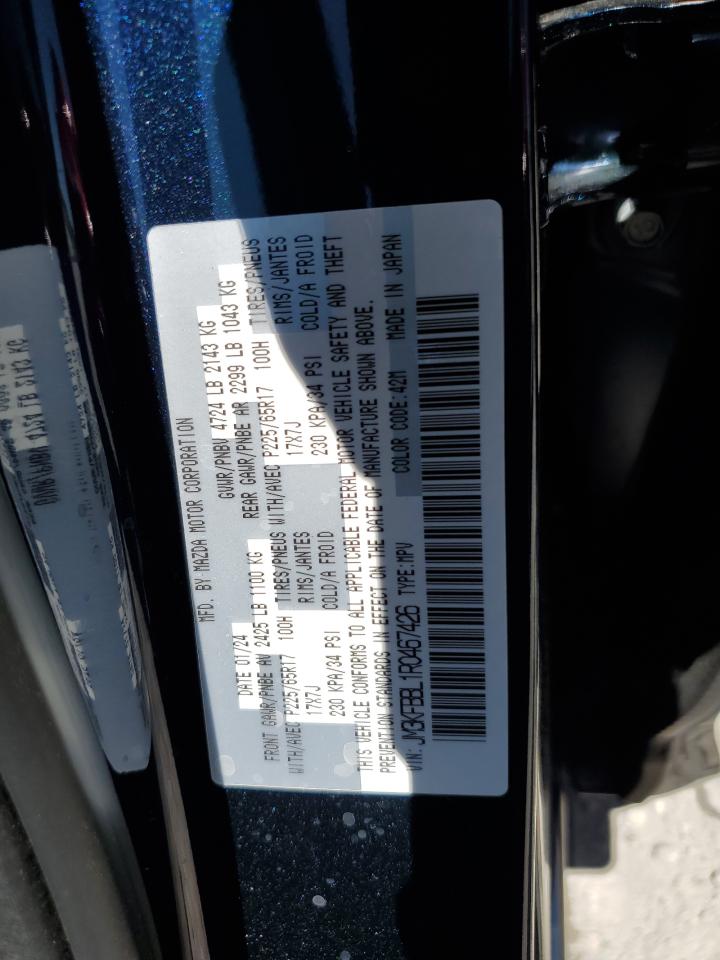 MFD. BY MAZDA MOTOR CORPORATION
DATE 01/24 GVWR/PNBV 4724 LB 2143 KG
FRONT GAWR/PNBE AV 2425 LB 1100 KG REAR GAWR/PNBE AR 2299 LB 1043 KG
WITH/AVEC P225/65R17 100H TIRES/PNEUS WITH/AVEC P225/65R17 100H TIRES/PNEUS
17X7J RIMS/JANTES 17X7J RIMS/JANTES
230 KPA/34 PSI COLD/A FROID 230 KPA/34 PSI COLD/A FROID
THIS VEHICLE CONFORMS TO ALL APPLICABLE FEDERAL MOTOR VEHICLE SAFETY AND THEFT
PREVENTION STANDARDS IN EFFECT ON THE DATE OF MANUFACTURE SHOWN ABOVE.
VIN: JM3KFBBL1R0467426 TYPE:MPV COLOR CODE:42M MADE IN JAPAN